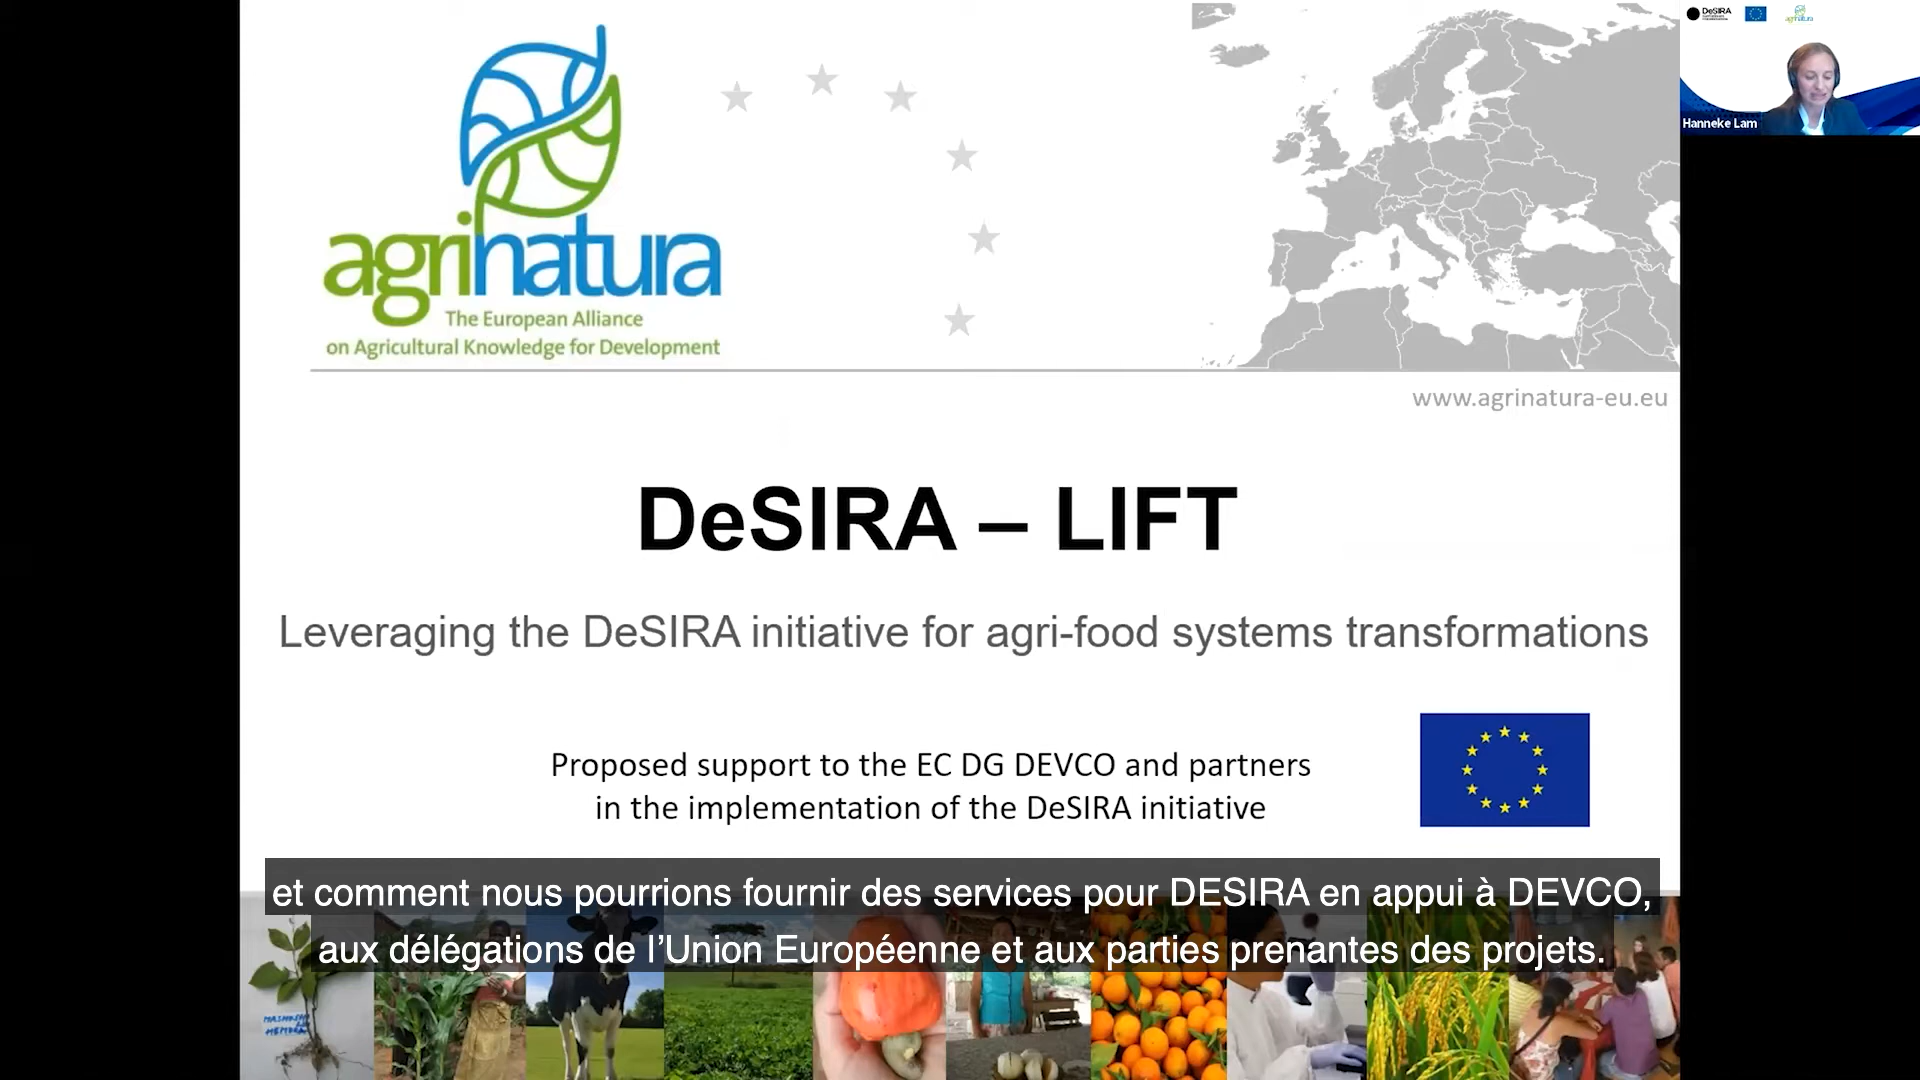 DeSIRA
agrinatura
Hanneke Lam
agrinatura
The European Alliance
on Agricultural Knowledge for Development
www.agrinatura-eu.eu
DeSIRA – LIFT
Leveraging the DeSIRA initiative for agri-food systems transformations
Proposed support to the EC DG DEVCO and partners
in the implementation of the DeSIRA initiative
et comment nous pourrions fournir des services pour DESIRA en appui à DEVCO,
aux délégations de l’Union Européenne et aux parties prenantes des projets.